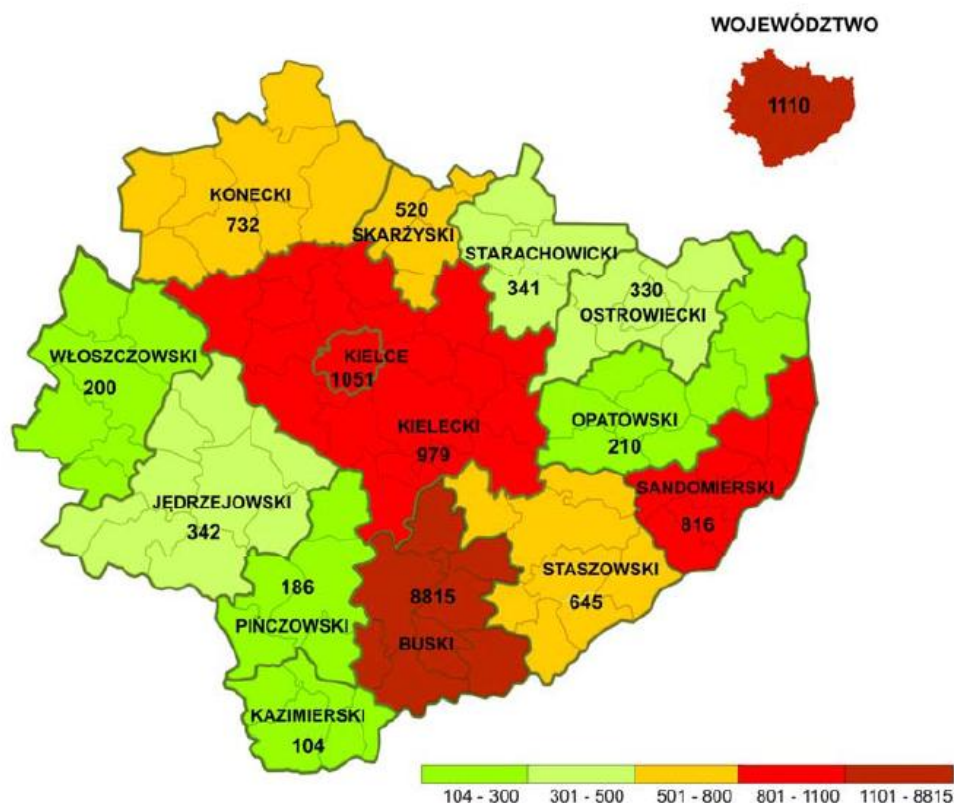 WOJEWÓDZTWO
1110
KONECKI
732
520
SKARŻYSKI
STARACHOWICKI
341
330
OSTROWIECKI
WŁOSZCZOWSKI
200
KIELCE
1051
KIELECKI
979
OPATOWSKI
210
JĘDRZEJOWSKI
342
SANDOMIERSKI
816
186
PIŃCZOWSKI
8815
BUSKI
STASZOWSKI
645
KAZIMIERSKI
104
104 - 300 301 - 500 501 - 800 801 - 1100 1101 - 8815